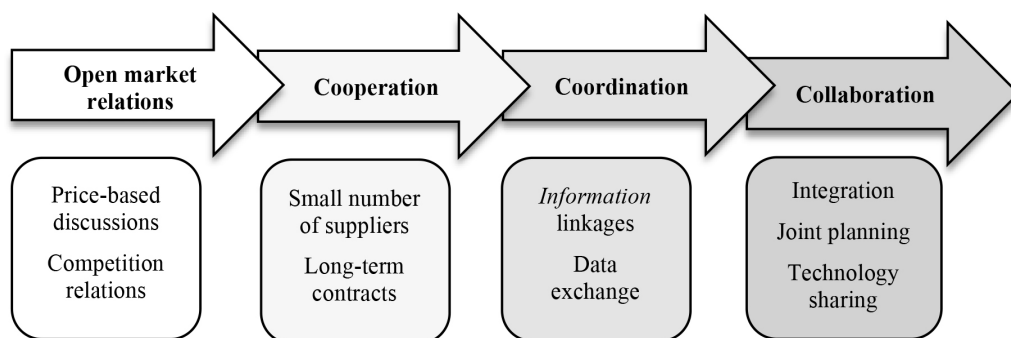 Open market
relations
Cooperation
Coordination
Collaboration
Price-based
discussions
Competition
relations
Small number
of suppliers
Long-term
contracts
Information
linkages
Data
exchange
Integration
Joint planning
Technology
sharing